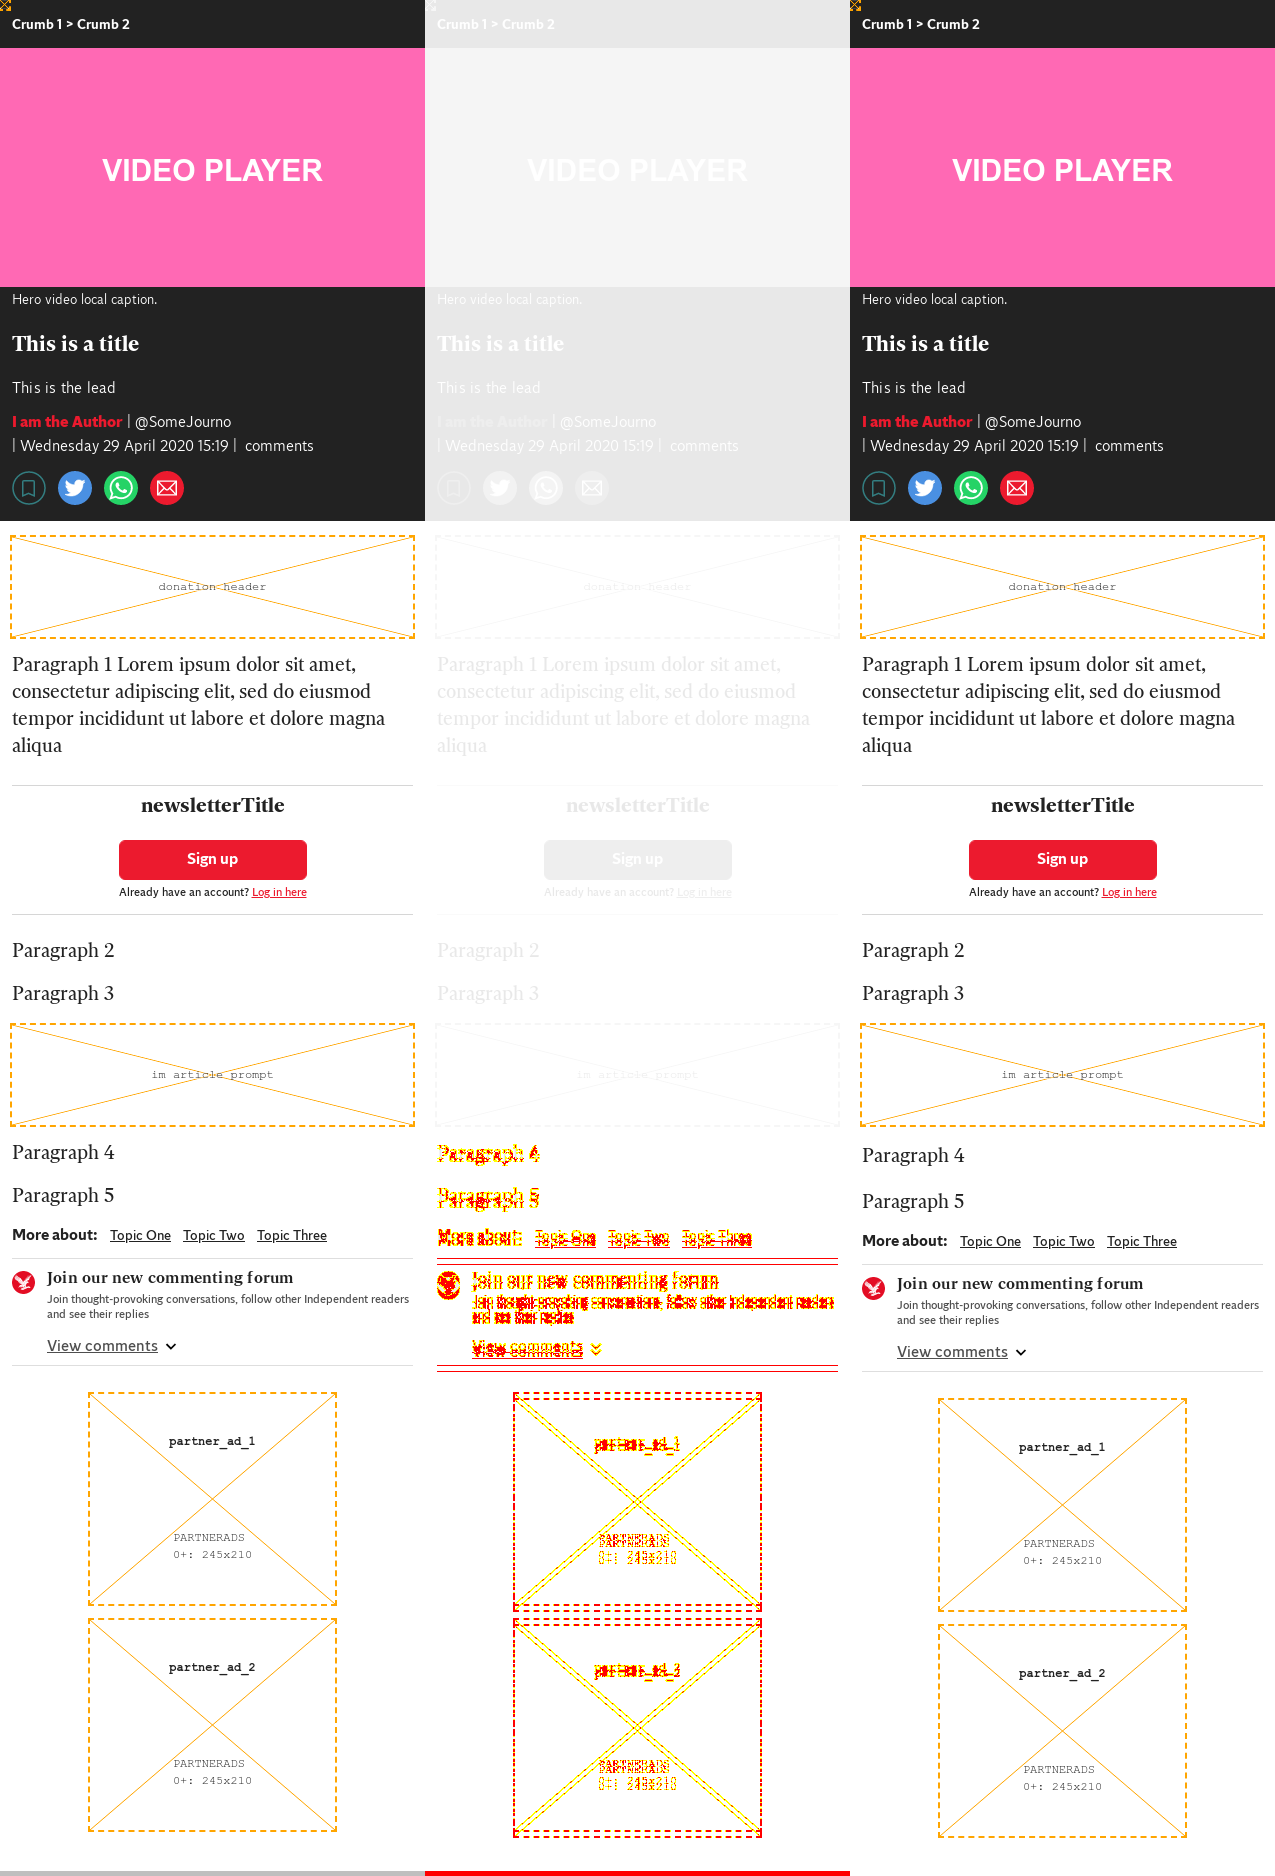 Crumb 1 > Crumb 2
VIDEO PLAYER
Hero video local caption.
This is a title
This is the lead
I am the Author | @SomeJourno
| Wednesday 29 April 2020 15:19 | comments
donation header
Paragraph 1 Lorem ipsum dolor sit amet,
consectetur adipiscing elit, sed do eiusmod
tempor incididunt ut labore et dolore magna
aliqua
newsletterTitle
Sign up
Already have an account? Log in here
Paragraph 2
Paragraph 3
im article prompt
Paragraph 4
Paragraph 5
More about: Topic One Topic Two Topic Three
Join our new commenting forum
Join thought-provoking conversations, follow other Independent readers
and see their replies
View comments
partner_ad_1
PARTNERADS
0+: 245x210
partner_ad_2
PARTNERADS
0+: 245x210
Crumb 1 > Crumb 2
VIDEO PLAYER
Hero video local caption.
This is a title
This is the lead
I am the Author | @SomeJourno
| Wednesday 29 April 2020 15:19 | comments
donation header
Paragraph 1 Lorem ipsum dolor sit amet,
consectetur adipiscing elit, sed do eiusmod
tempor incididunt ut labore et dolore magna
aliqua
newsletterTitle
Sign up
Already have an account? Log in here
Paragraph 2
Paragraph 3
im article prompt
Paragraph 4
Paragraph 5
More about: Topic One Topic Two Topic Three
Join our new commenting forum
Join thought-provoking conversations, follow other Independent readers
and see their replies
View comments
partner_ad_1
PARTNERADS
0+: 245x210
partner_ad_2
PARTNERADS
0+: 245x210
Crumb 1 > Crumb 2
VIDEO PLAYER
Hero video local caption.
This is a title
This is the lead
I am the Author | @SomeJourno
| Wednesday 29 April 2020 15:19 | comments
donation header
Paragraph 1 Lorem ipsum dolor sit amet,
consectetur adipiscing elit, sed do eiusmod
tempor incididunt ut labore et dolore magna
aliqua
newsletterTitle
Sign up
Already have an account? Log in here
Paragraph 2
Paragraph 3
im article prompt
Paragraph 4
Paragraph 5
More about: Topic One Topic Two Topic Three
Join our new commenting forum
Join thought-provoking conversations, follow other Independent readers
and see their replies
View comments
partner_ad_1
PARTNERADS
0+: 245x210
partner_ad_2
PARTNERADS
0+: 245x210